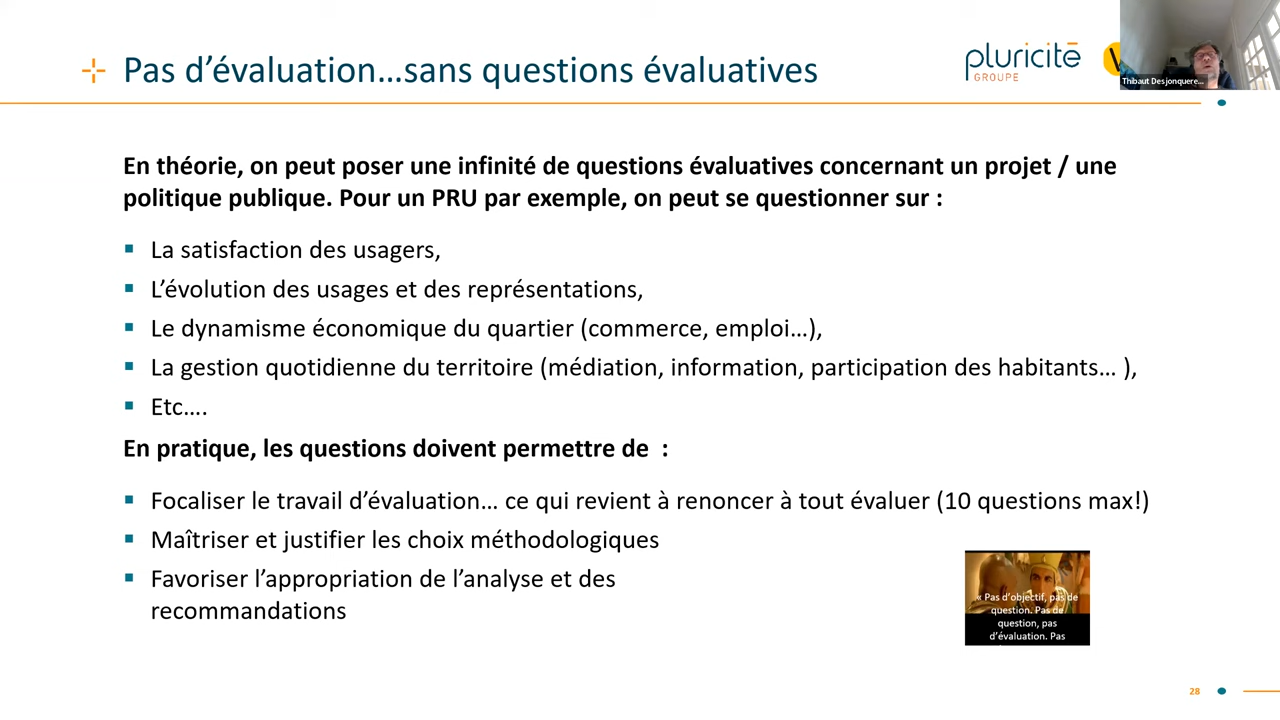 Pas d’évaluation…sans questions évaluatives
pluricité
GROUPE
Thibaut Desjonquere...
En théorie, on peut poser une infinité de questions évaluatives concernant un projet / une
politique publique. Pour un PRU par exemple, on peut se questionner sur :
La satisfaction des usagers,
L’évolution des usages et des représentations,
Le dynamisme économique du quartier (commerce, emploi…),
La gestion quotidienne du territoire (médiation, information, participation des habitants… ),
Etc….
En pratique, les questions doivent permettre de  :
Focaliser le travail d’évaluation… ce qui revient à renoncer à tout évaluer (10 questions max!)
Maîtriser et justifier les choix méthodologiques
Favoriser l’appropriation de l’analyse et des
recommandations
« Pas d’objectif, pas de
question. Pas de
question, pas
d’évaluation. Pas
28